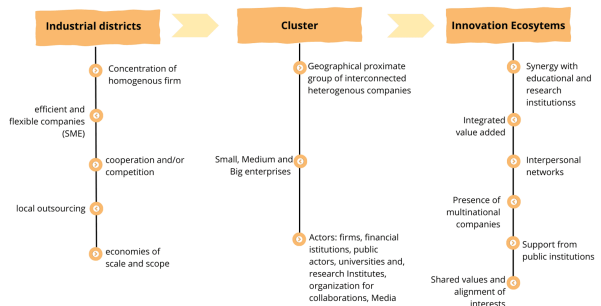 Industrial districts
Concentration of
homogenous firm
efficient and
flexible companies
(SME)
cooperation and/or
competition
local outsourcing
economies of
scale and scope
Cluster
Geographical proximate
group of interconnected
heterogenous companies
Small, Medium and
Big enterprises
Actors: firms, financial
istitutions, public
actors, universities and,
research Institutes,
organization for
collaborations, Media
Innovation Ecosytems
Synergy with
educational and
research
institutionss
Integrated
value added
Interpersonal
networks
Presence of
multinational
companies
Support from
public institutions
Shared values and
alignment of
interests